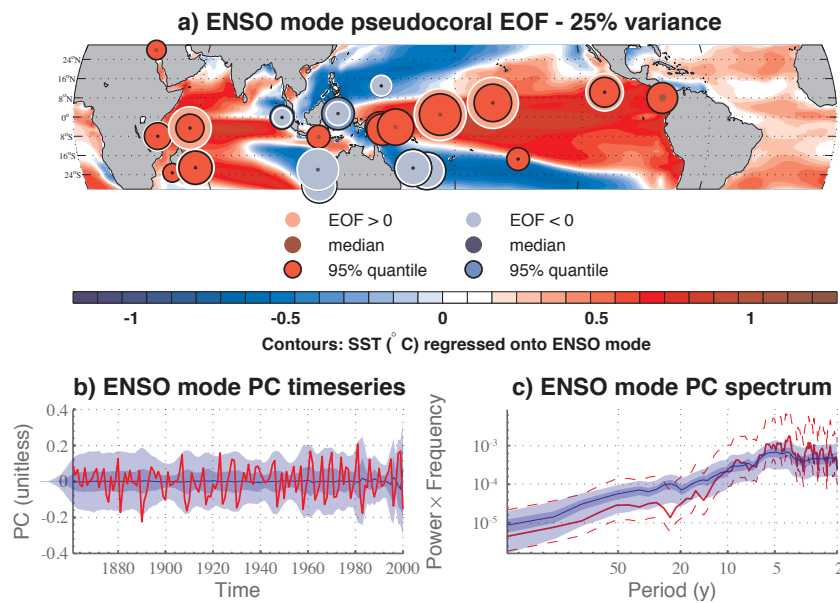 a) ENSO mode pseudocoral EOF - 25% variance
24°N
16°N
8°N
0°
8°S
16°S
24°S
EOF > 0
EOF < 0
median
median
95% quantile
95% quantile
-1 -0.5 0 0.5 1
Contours: SST (°C) regressed onto ENSO mode
b) ENSO mode PC timeseries
0.4
0.2
0
-0.2
-0.4
PC (unitless)
1880 1900 1920 1940 1960 1980 2000
Time
c) ENSO mode PC spectrum
10⁻³
10⁻⁴
10⁻⁵
Power × Frequency
50 20 10 5 2
Period (y)